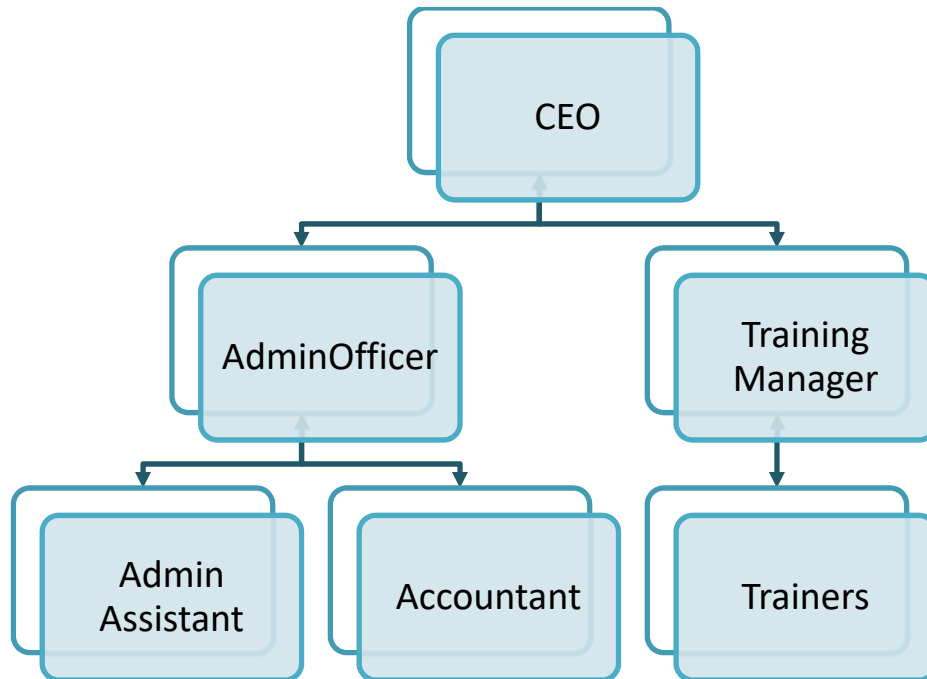 CEO
AdminOfficer
Training
Manager
Admin
Assistant
Accountant
Trainers